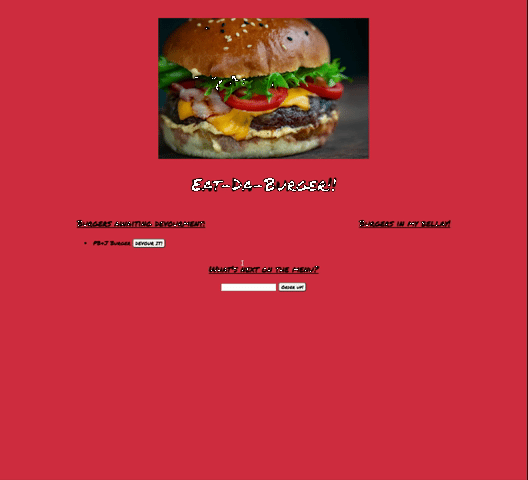 Eat-Da-Burger!!
Burgers awaiting devourment!
Burgers in my belly!
PB+J Burger Devour it!
What's next on the menu?
Order up!